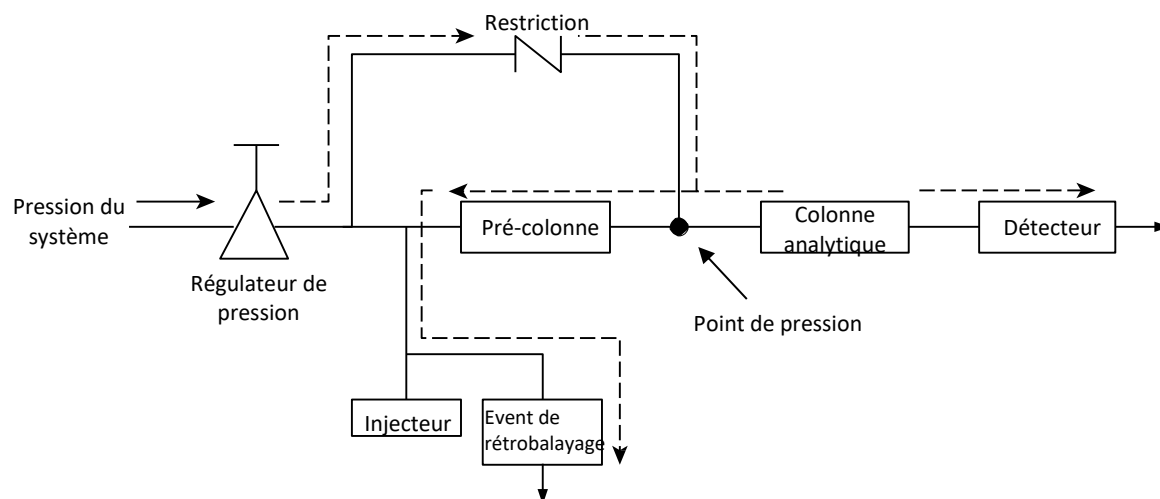 Restriction
Pression du
système
Régulateur de
pression
Pré-colonne
Colonne
analytique
Détecteur
Point de pression
Injecteur
Event de
rétrobalayage